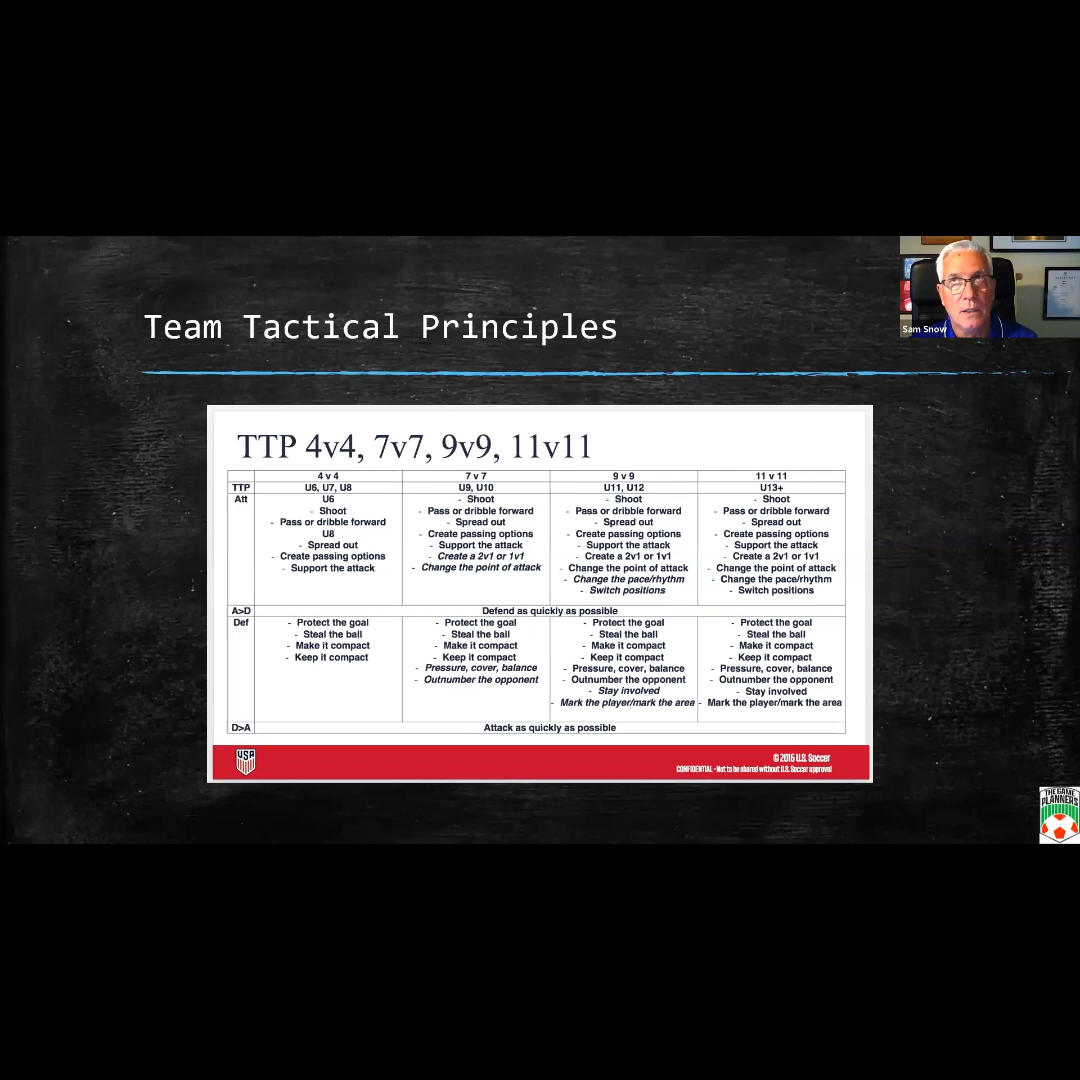 Team Tactical Principles
Sam Snow
TTP 4v4, 7v7, 9v9, 11v11
4 v 4 7 v 7 9 v 9 11 v 11
TTP U6, U7, U8 U9, U10 U11, U12 U13+
Att U6 - Shoot - Shoot - Shoot
- Shoot - Pass or dribble forward - Pass or dribble forward - Pass or dribble forward
- Pass or dribble forward - Spread out - Spread out - Spread out
U8 - Create passing options - Create passing options - Create passing options
- Spread out - Support the attack - Support the attack - Support the attack
- Create passing options - Create a 2v1 or 1v1 - Create a 2v1 or 1v1 - Create a 2v1 or 1v1
- Support the attack - Change the point of attack - Change the point of attack - Change the point of attack
- Change the pace/rhythm - Change the pace/rhythm
- Switch positions - Switch positions
A>D Defend as quickly as possible
Def - Protect the goal - Protect the goal - Protect the goal - Protect the goal
- Steal the ball - Steal the ball - Steal the ball - Steal the ball
- Make it compact - Make it compact - Make it compact - Make it compact
- Keep it compact - Keep it compact - Keep it compact - Keep it compact
- Pressure, cover, balance - Pressure, cover, balance - Pressure, cover, balance
- Outnumber the opponent - Outnumber the opponent - Outnumber the opponent
- Stay involved - Stay involved
- Mark the player/mark the area - Mark the player/mark the area
D>A Attack as quickly as possible
USA
© 2015 U.S. Soccer
CONFIDENTIAL - Not to be shared without U.S. Soccer approval
THE GAME
PLANNERS